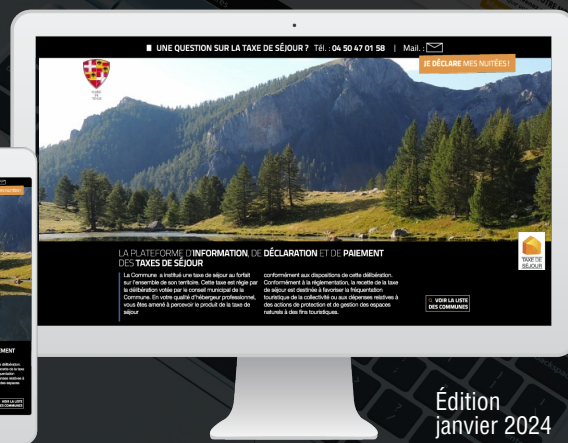 UNE QUESTION SUR LA TAXE DE SÉJOUR ? Tél. : 04 50 47 01 58 | Mail. :
JE DÉCLARE MES NUITÉES !
LA PLATEFORME D'INFORMATION, DE DÉCLARATION ET DE PAIEMENT
DES TAXES DE SÉJOUR
La Commune a institué une taxe de séjour au forfait
sur l'ensemble de son territoire. Cette taxe est régie par
la délibération votée par le conseil municipal de la
Commune. En votre qualité d'hébergeur professionnel,
vous êtes amené à percevoir le produit de la taxe de
séjour
conformément aux dispositions de cette délibération.
Conformément à la réglementation, la recette de la taxe
de séjour est destinée à favoriser la fréquentation
touristique de la collectivité ou aux dépenses relatives à
des actions de protection et de gestion des espaces
naturels à des fins touristiques.
TAXE DE
SÉJOUR
VOIR LA LISTE
DES COMMUNES
Édition
janvier 2024